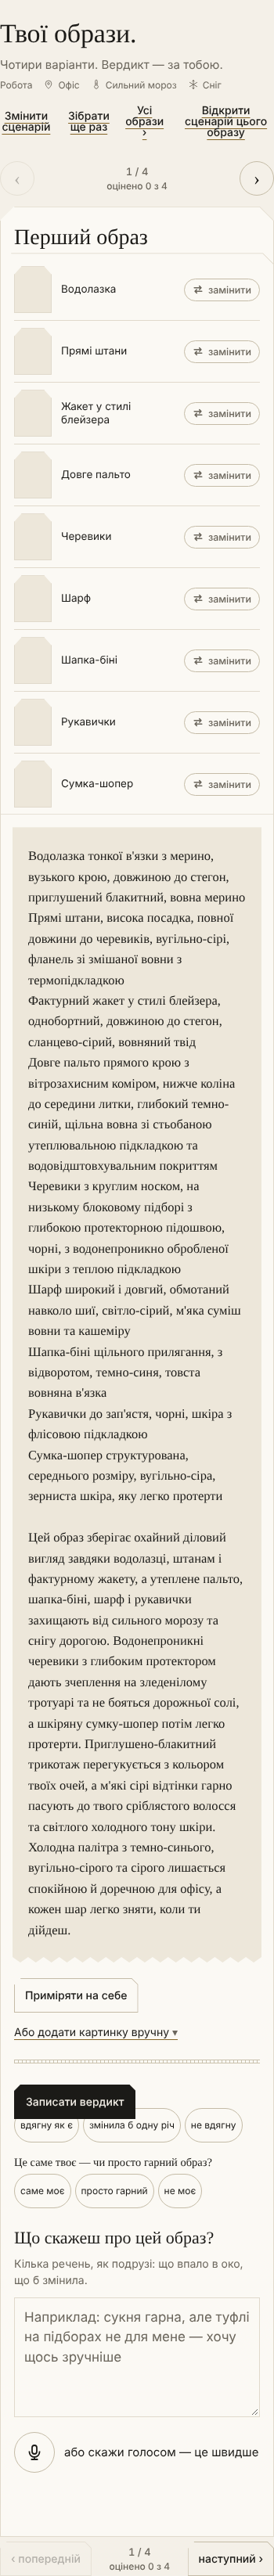 Твої образи.
Чотири варіанти. Вердикт — за тобою.
Робота Офіс Сильний мороз Сніг
Змінити сценарій
Зібрати ще раз
Усі образи ›
Відкрити сценарій цього образу
‹
1 / 4
оцінено 0 з 4
›
Перший образ
Водолазка
⇄ замінити
Прямі штани
⇄ замінити
Жакет у стилі
блейзера
⇄ замінити
Довге пальто
⇄ замінити
Черевики
⇄ замінити
Шарф
⇄ замінити
Шапка-біні
⇄ замінити
Рукавички
⇄ замінити
Сумка-шопер
⇄ замінити
Водолазка тонкої в'язки з мерино,
вузького крою, довжиною до стегон,
приглушений блакитний, вовна мерино
Прямі штани, висока посадка, повної
довжини до черевиків, вугільно-сірі,
фланель зі змішаної вовни з
термопідкладкою
Фактурний жакет у стилі блейзера,
однобортний, довжиною до стегон,
сланцево-сірий, вовняний твід
Довге пальто прямого крою з
вітрозахисним коміром, нижче коліна
до середини литки, глибокий темно-
синій, щільна вовна зі стьобаною
утеплювальною підкладкою та
водовідштовхувальним покриттям
Черевики з круглим носком, на
низькому блоковому підборі з
глибокою протекторною підошвою,
чорні, з водонепроникно обробленої
шкіри з теплою підкладкою
Шарф широкий і довгий, обмотаний
навколо шиї, світло-сірий, м'яка суміш
вовни та кашеміру
Шапка-біні щільного прилягання, з
відворотом, темно-синя, товста
вовняна в'язка
Рукавички до зап'ястя, чорні, шкіра з
флісовою підкладкою
Сумка-шопер структурована,
середнього розміру, вугільно-сіра,
зерниста шкіра, яку легко протерти
Цей образ зберігає охайний діловий
вигляд завдяки водолазці, штанам і
фактурному жакету, а утеплене пальто,
шапка-біні, шарф і рукавички
захищають від сильного морозу та
снігу дорогою. Водонепроникні
черевики з глибоким протектором
дають зчеплення на зледенілому
тротуарі та не бояться дорожньої солі,
а шкіряну сумку-шопер потім легко
протерти. Приглушено-блакитний
трикотаж перегукується з кольором
твоїх очей, а м'які сірі відтінки гарно
пасують до твого сріблястого волосся
та світлого холодного тону шкіри.
Холодна палітра з темно-синього,
вугільно-сірого та сірого лишається
спокійною й доречною для офісу, а
кожен шар легко зняти, коли ти
дійдеш.
Приміряти на себе
Або додати картинку вручну ▾
Записати вердикт
вдягну як є
змінила б одну річ
не вдягну
Це саме твоє — чи просто гарний образ?
саме моє
просто гарний
не моє
Що скажеш про цей образ?
Кілька речень, як подрузі: що впало в око,
що б змінила.
Наприклад: сукня гарна, але туфлі
на підборах не для мене — хочу
щось зручніше
або скажи голосом — це швидше
‹ попередній
1 / 4
оцінено 0 з 4
наступний ›